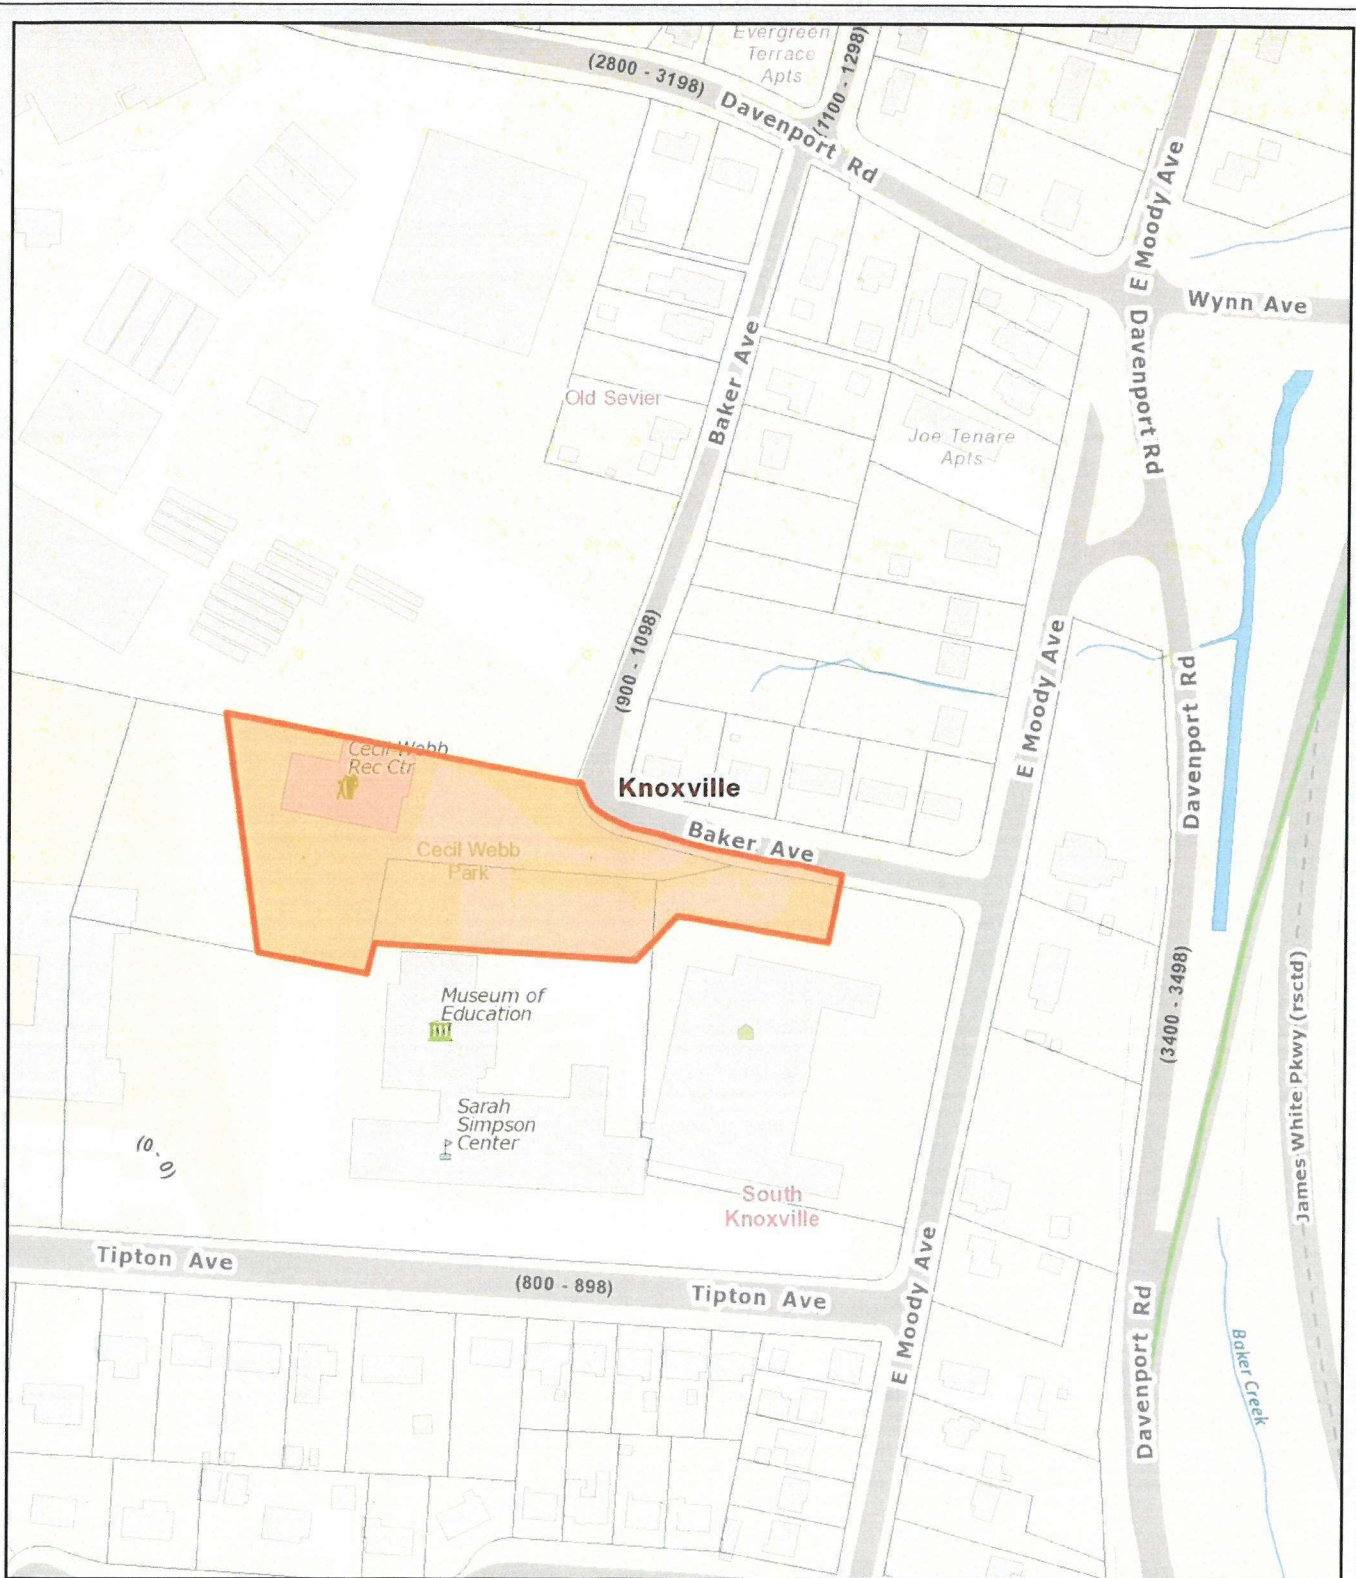 Evergreen
Terrace
Apts
(2800 - 3198)
Davenport Rd
(1100 - 1298)
E Moody Ave
Wynn Ave
Davenport Rd
Baker Ave
Old Sevier
Joe Tenare
Apts
(900 - 1098)
E Moody Ave
Davenport Rd
Cecil Webb
Rec Ctr
Knoxville
Baker Ave
Cecil Webb
Park
Museum of
Education
(3400 - 3498)
James White Pkwy (rsctd)
Sarah
Simpson
Center
(0 - 0)
South
Knoxville
Tipton Ave
(800 - 898)
Tipton Ave
E Moody Ave
Davenport Rd
Baker Creek